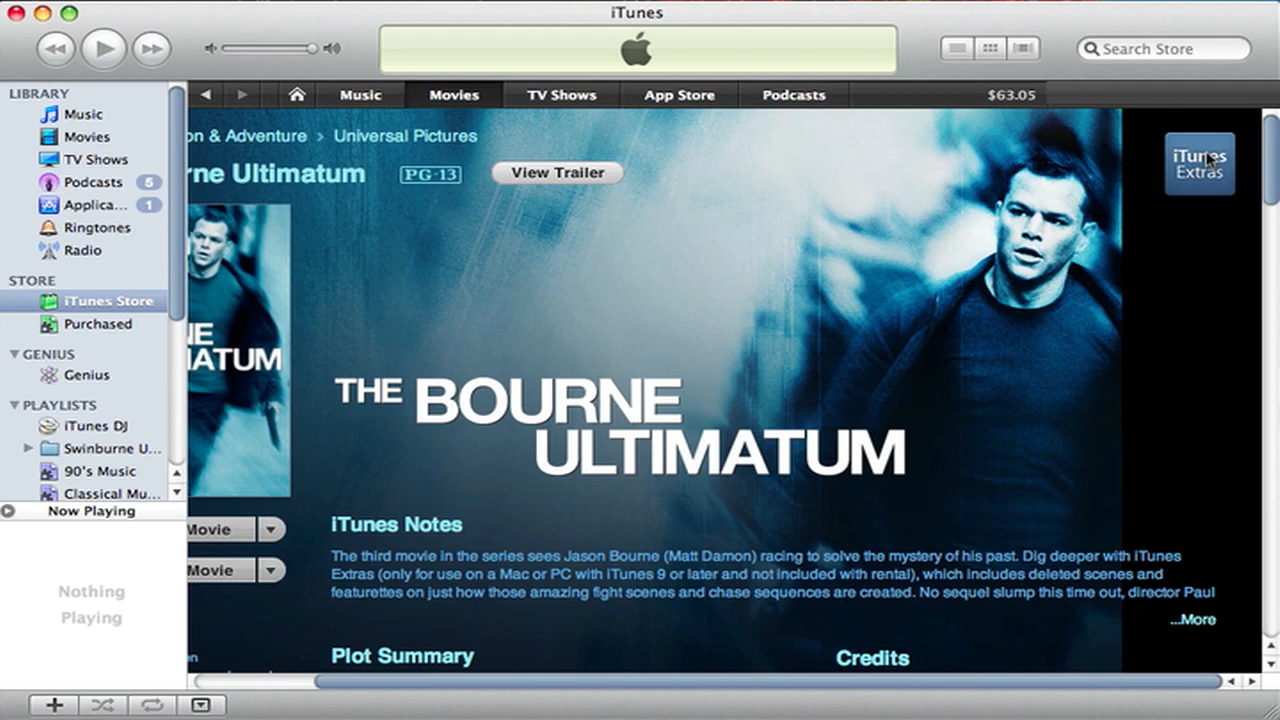 iTunes
Search Store
LIBRARY
Music
Movies
TV Shows
Podcasts 5
Applica... 1
Ringtones
Radio
STORE
iTunes Store
Purchased
GENIUS
Genius
PLAYLISTS
iTunes DJ
Swinburne U...
90's Music
Classical Mu...
Now Playing
Nothing
Playing
Music Movies TV Shows App Store Podcasts $63.05
on & Adventure > Universal Pictures
rne Ultimatum PG-13 View Trailer
iTunes
Extras
NE
IATUM
THE BOURNE
ULTIMATUM
Movie
Movie
iTunes Notes
The third movie in the series sees Jason Bourne (Matt Damon) racing to solve the mystery of his past. Dig deeper with iTunes
Extras (only for use on a Mac or PC with iTunes 9 or later and not included with rental), which includes deleted scenes and
featurettes on just how those amazing fight scenes and chase sequences are created. No sequel slump this time out, director Paul
...More
Plot Summary
Credits